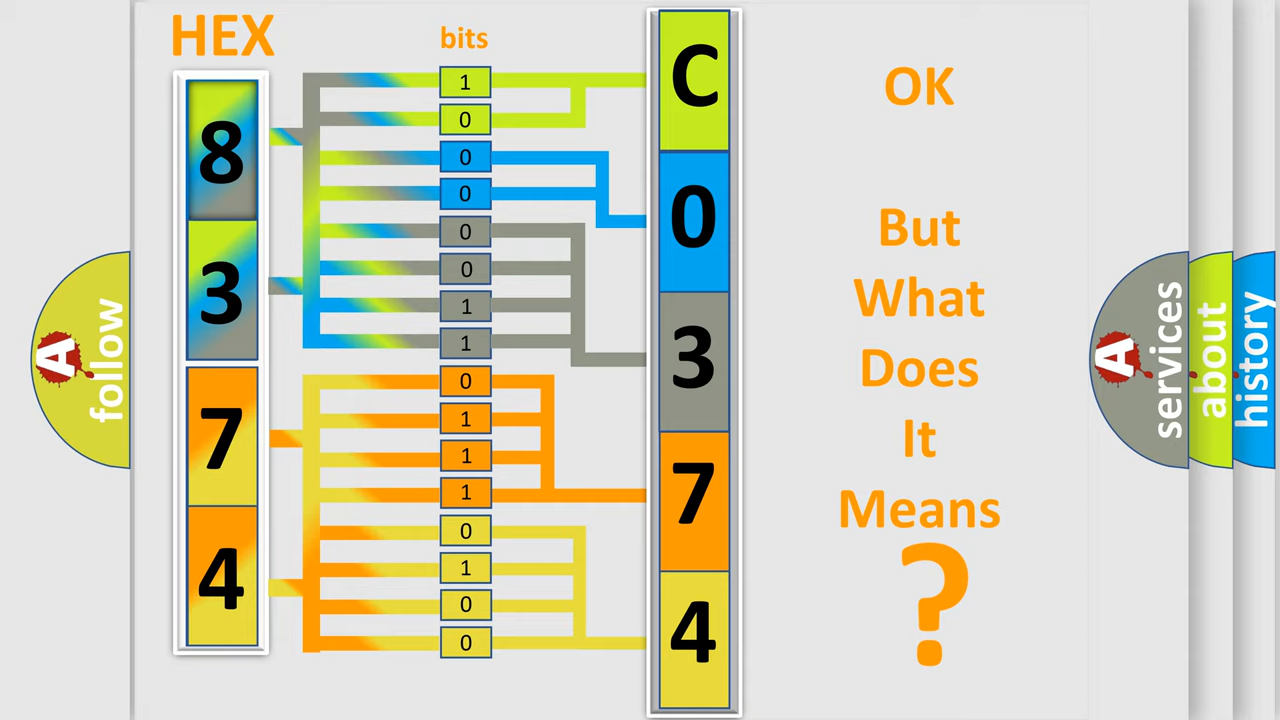 HEX
bits
8
3
7
4
1
0
0
0
0
0
1
1
0
1
1
1
0
1
0
0
C
0
3
7
4
OK
But
What
Does
It
Means
?
A
follow
A
services
about
history